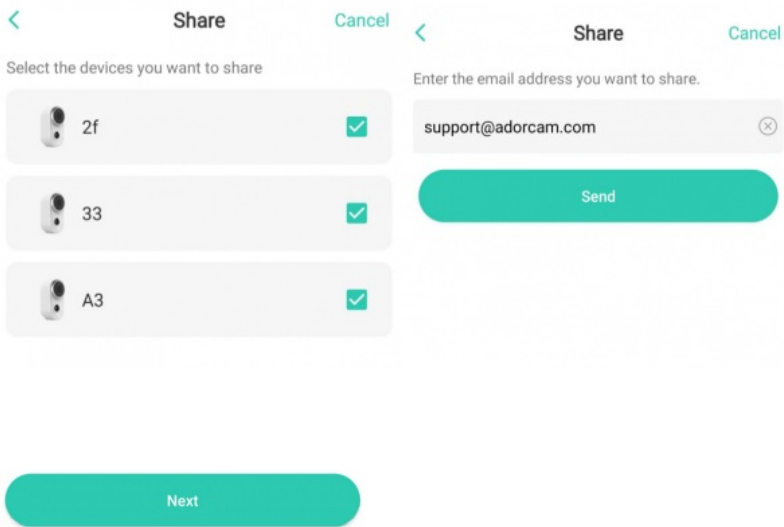 Share
Cancel
Select the devices you want to share
2f
33
A3
Next
Share
Cancel
Enter the email address you want to share.
support@adorcam.com
Send